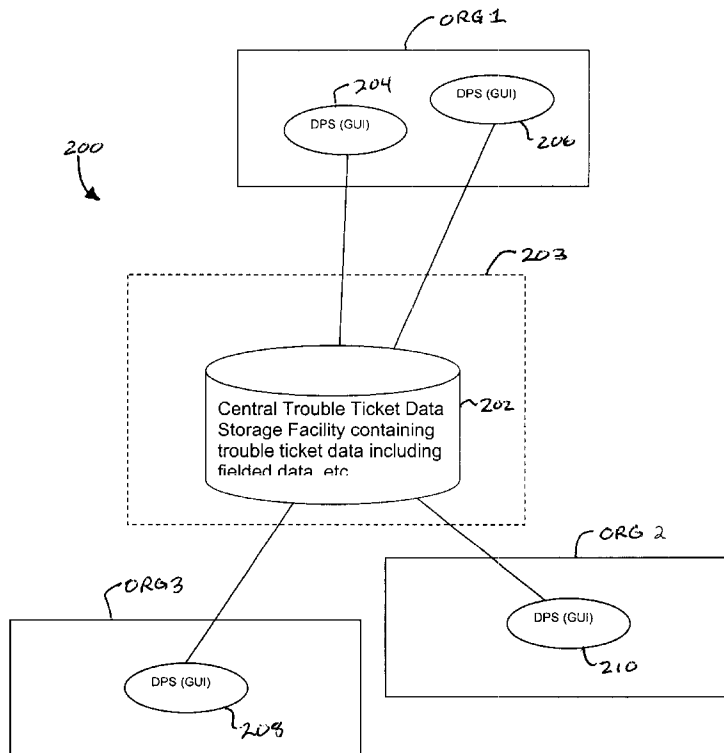 ORG 1
204
DPS (GUI)
DPS (GUI)
206
200
203
Central Trouble Ticket Data
Storage Facility containing
trouble ticket data including
fielded data, etc
202
ORG 2
ORG3
DPS (GUI)
210
DPS (GUI)
208